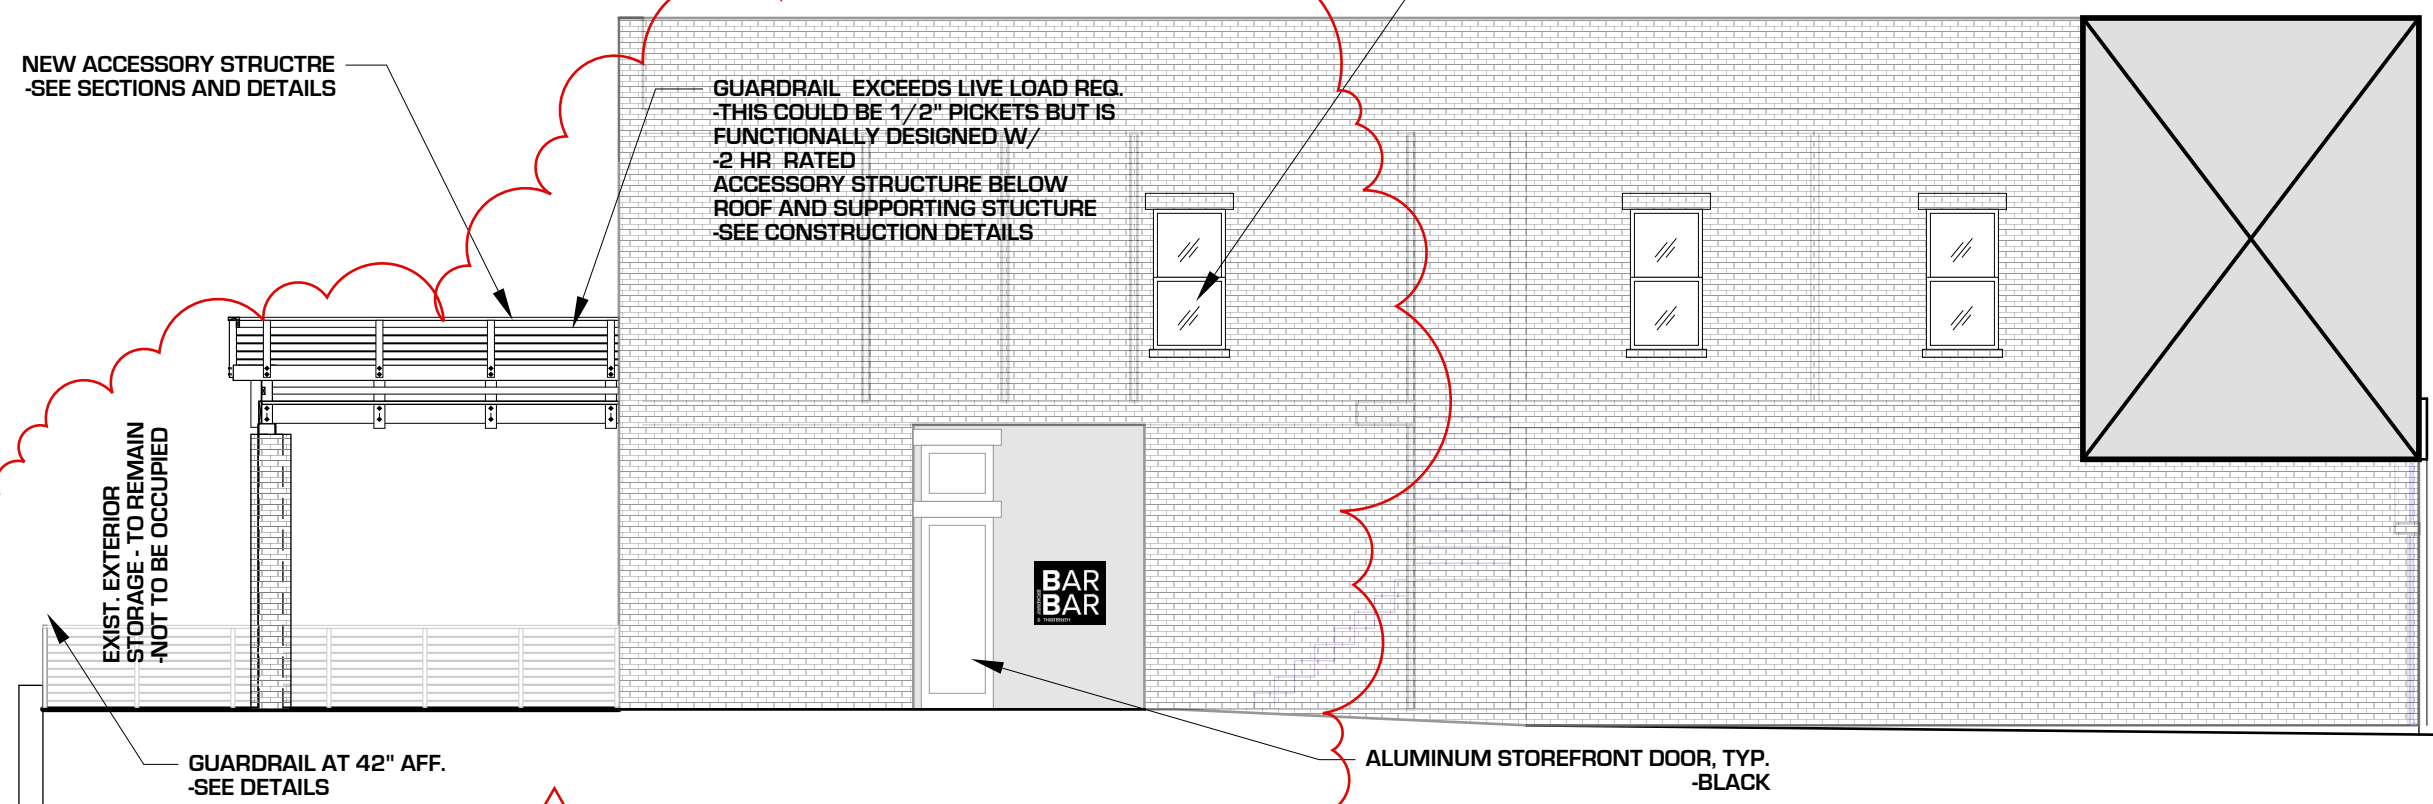 NEW ACCESSORY STRUCTRE
-SEE SECTIONS AND DETAILS
GUARDRAIL EXCEEDS LIVE LOAD REQ.
-THIS COULD BE 1/2" PICKETS BUT IS
FUNCTIONALLY DESIGNED W/
-2 HR RATED
ACCESSORY STRUCTURE BELOW
ROOF AND SUPPORTING STUCTURE
-SEE CONSTRUCTION DETAILS
EXIST. EXTERIOR
STORAGE - TO REMAIN
-NOT TO BE OCCUPIED
BAR
BAR
& THIRTEENTH
GUARDRAIL AT 42" AFF.
-SEE DETAILS
ALUMINUM STOREFRONT DOOR, TYP.
-BLACK